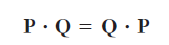 P · Q = Q · P